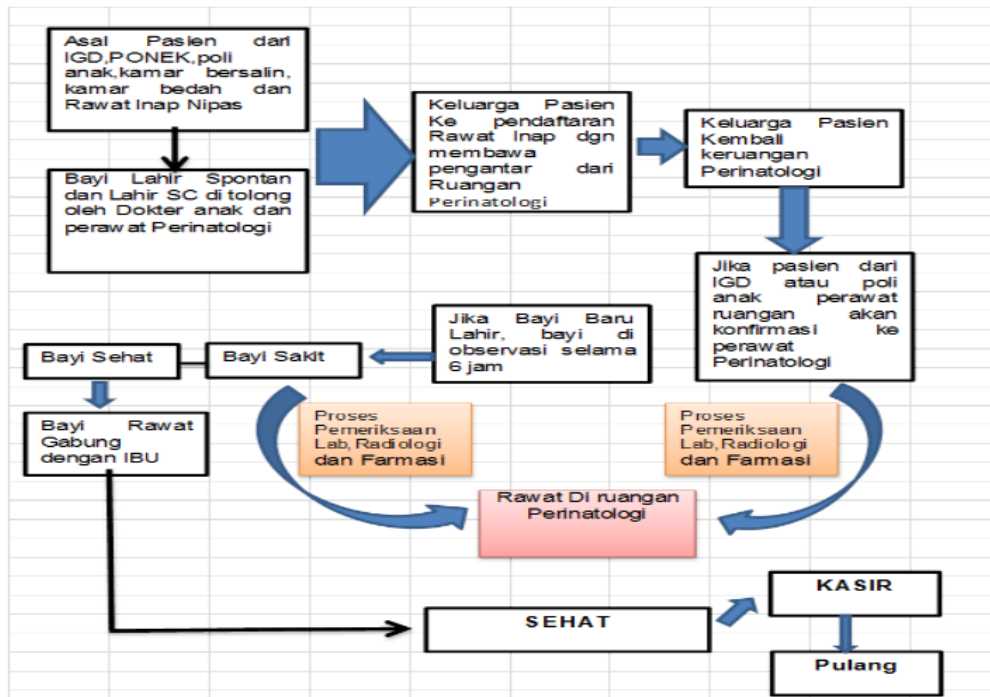 Asal Pasien dari
IGD,PONEK,poli
anak,kamar bersalin,
kamar bedah dan
Rawat Inap Nipas
Bayi Lahir Spontan
dan Lahir SC di tolong
oleh Dokter anak dan
perawat Perinatologi
Keluarga Pasien
Ke pendaftaran
Rawat Inap dgn
membawa
pengantar dari
Ruangan
Perinatologi
Keluarga Pasien
Kembali
keruangan
Perinatologi
Jika pasien dari
IGD atau poli
anak perawat
ruangan akan
konfirmasi ke
perawat
Perinatologi
Jika Bayi Baru
Lahir, bayi di
observasi selama
6 jam
Bayi Sakit
Bayi Sehat
Bayi Rawat
Gabung
dengan IBU
Proses
Pemeriksaan
Lab,Radiologi
dan Farmasi
Proses
Pemeriksaan
Lab,Radiologi
dan Farmasi
Rawat Di ruangan
Perinatologi
SEHAT
KASIR
Pulang